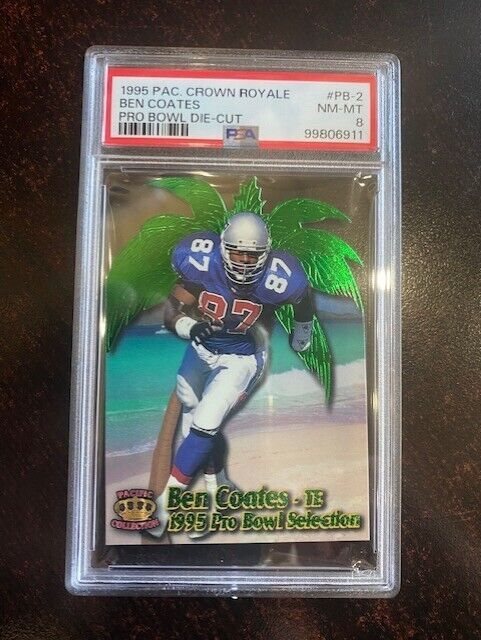 1995 PAC. CROWN ROYALE #PB-2
BEN COATES NM-MT
PRO BOWL DIE-CUT 8
PSA 99806911
87 87
87
PACIFIC
COLLECTION
Ben Coates - TE
1995 Pro Bowl Selection